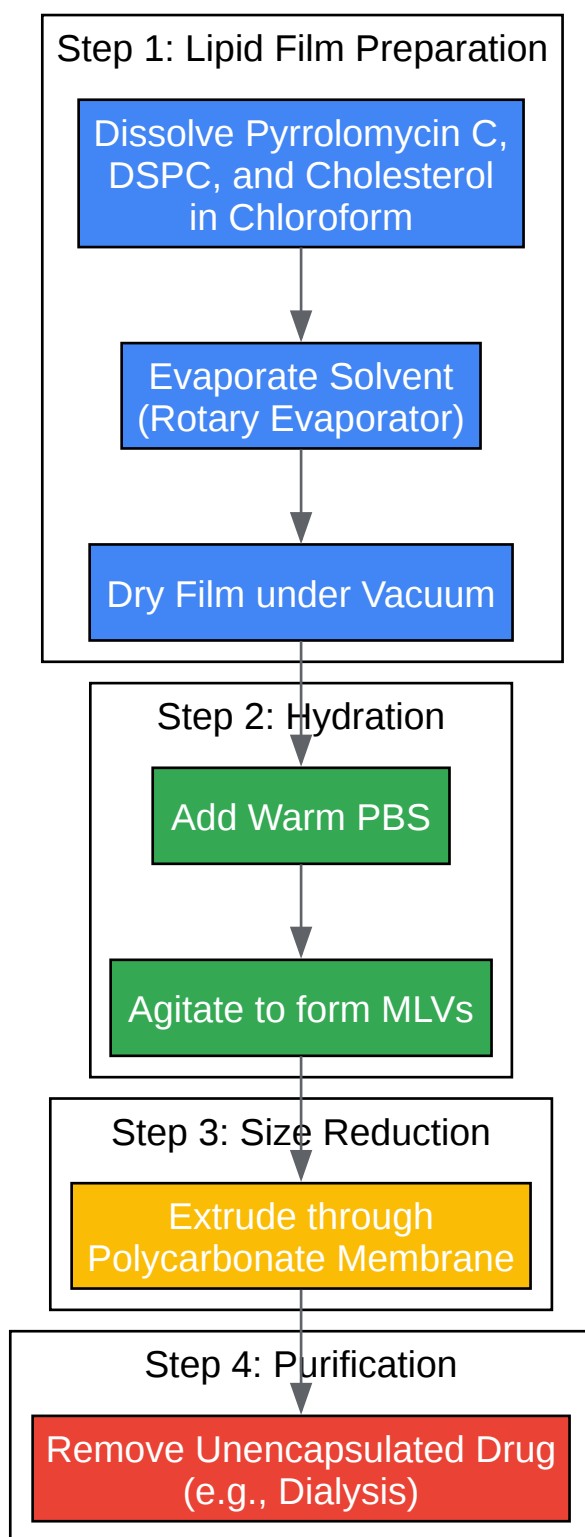 Step 1: Lipid Film Preparation
Dissolve Pyrrolomycin C,
DSPC, and Cholesterol
in Chloroform
Evaporate Solvent
(Rotary Evaporator)
Dry Film under Vacuum
Step 2: Hydration
Add Warm PBS
Agitate to form MLVs
Step 3: Size Reduction
Extrude through
Polycarbonate Membrane
Step 4: Purification
Remove Unencapsulated Drug
(e.g., Dialysis)